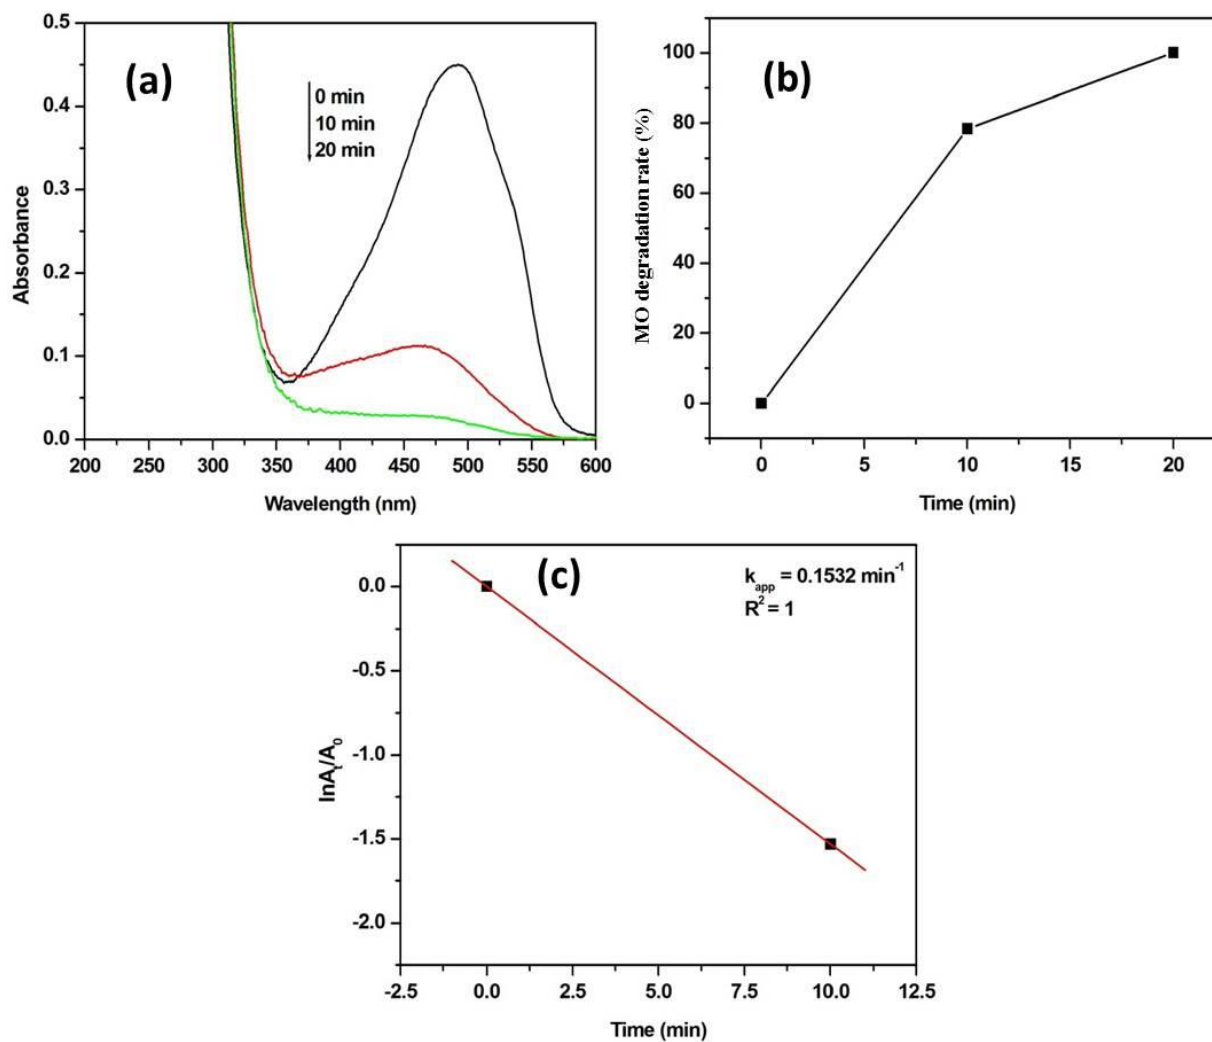 (a)
0 min
10 min
20 min
0.5
0.4
0.3
0.2
0.1
0.0
Absorbance
200 250 300 350 400 450 500 550 600
Wavelength (nm)
(b)
100
80
60
40
20
0
MO degradation rate (%)
0 5 10 15 20
Time (min)
(c)
k_app = 0.1532 min⁻¹
R² = 1
0.0
-0.5
-1.0
-1.5
-2.0
lnA_t/A_0
-2.5 0.0 2.5 5.0 7.5 10.0 12.5
Time (min)